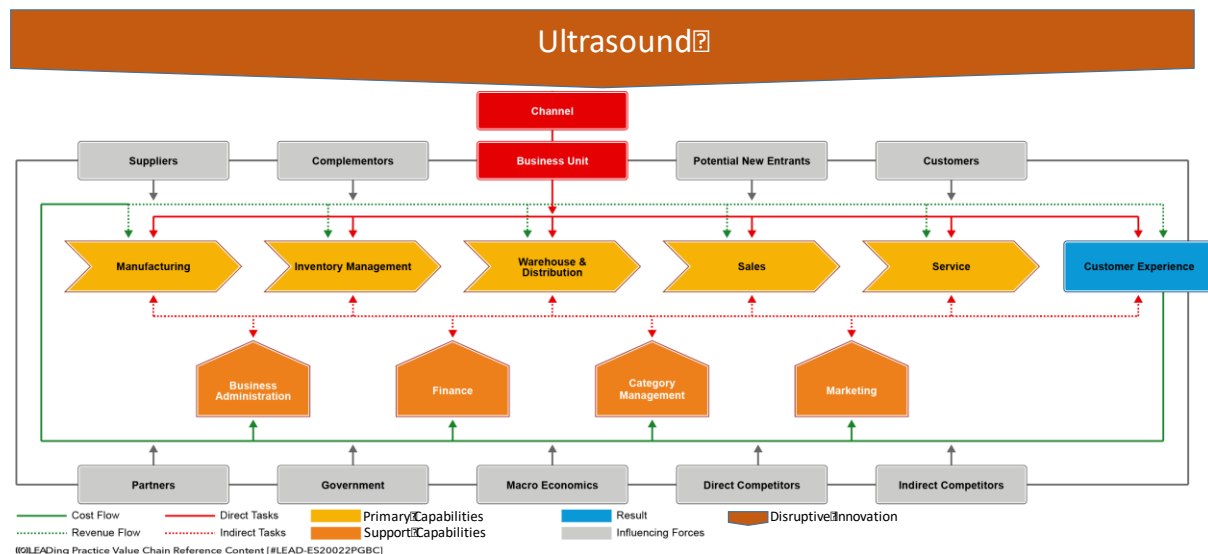 Ultrasound
Channel
Suppliers
Complementors
Business Unit
Potential New Entrants
Customers
Manufacturing
Inventory Management
Warehouse &
Distribution
Sales
Service
Customer Experience
Business
Administration
Finance
Category
Management
Marketing
Partners
Government
Macro Economics
Direct Competitors
Indirect Competitors
Cost Flow
Direct Tasks
Primary Capabilities
Result
Disruptive Innovation
Revenue Flow
Indirect Tasks
Support Capabilities
Influencing Forces
LEADing Practice Value Chain Reference Content [#LEAD-ES20022PGBC]